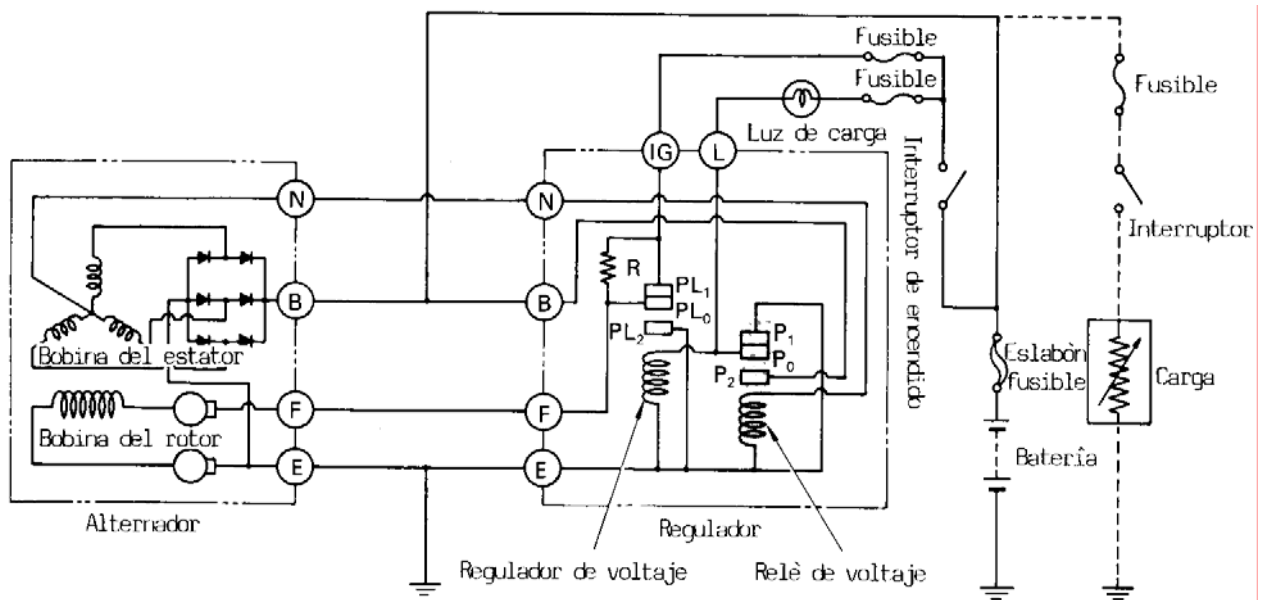 Fusible
Fusible
Fusible
Luz de carga
IG
L
Interruptor de encendido
N
N
Interruptor
R
PL1
B
B
PL0
PL2
P1
P0
Bobina del estator
P2
Eslabòn
fusible
Carga
F
F
Bobina del rotor
E
E
Batería
Alternador
Regulador
Regulador de voltaje
Relè de voltaje